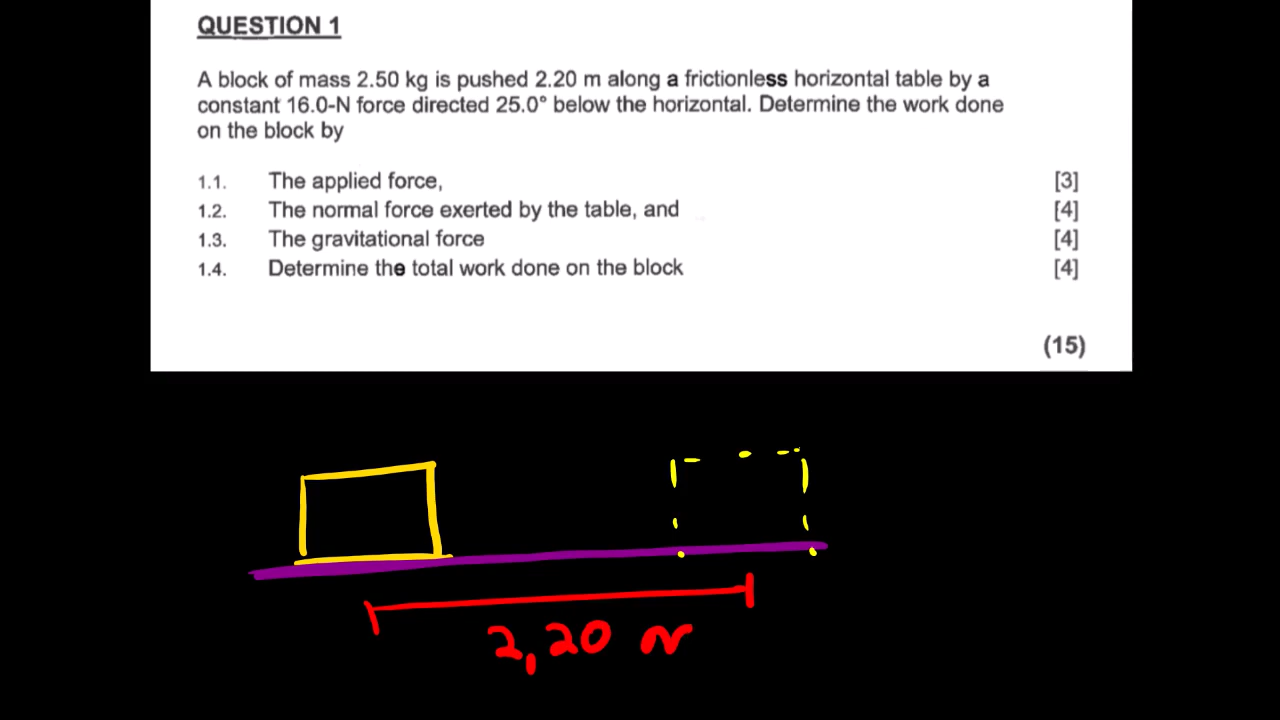 QUESTION 1
A block of mass 2.50 kg is pushed 2.20 m along a frictionless horizontal table by a
constant 16.0-N force directed 25.0° below the horizontal. Determine the work done
on the block by
1.1. The applied force, [3]
1.2. The normal force exerted by the table, and [4]
1.3. The gravitational force [4]
1.4. Determine the total work done on the block [4]
(15)
2,20 m